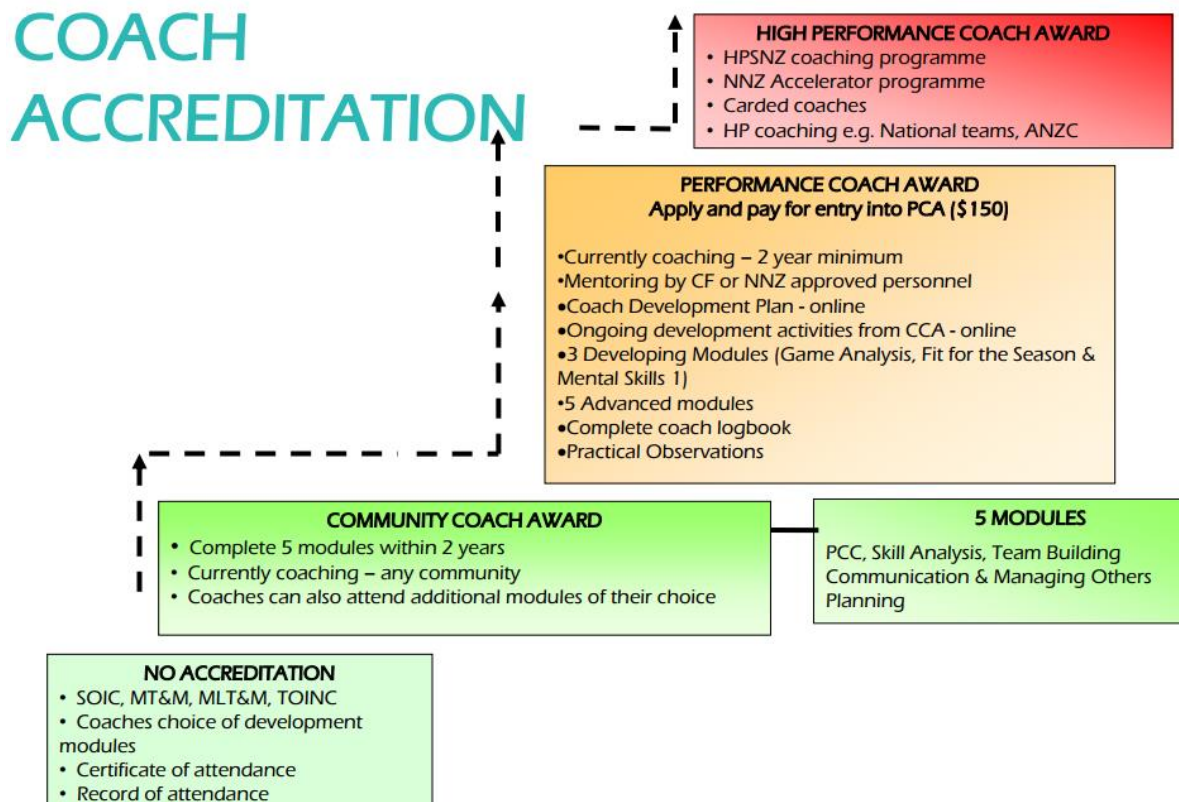 COACH
ACCREDITATION
HIGH PERFORMANCE COACH AWARD
• HPSNZ coaching programme
• NNZ Accelerator programme
• Carded coaches
• HP coaching e.g. National teams, ANZC
PERFORMANCE COACH AWARD
Apply and pay for entry into PCA ($150)
•Currently coaching – 2 year minimum
•Mentoring by CF or NNZ approved personnel
•Coach Development Plan - online
•Ongoing development activities from CCA - online
•3 Developing Modules (Game Analysis, Fit for the Season &
Mental Skills 1)
•5 Advanced modules
•Complete coach logbook
•Practical Observations
COMMUNITY COACH AWARD
• Complete 5 modules within 2 years
• Currently coaching – any community
• Coaches can also attend additional modules of their choice
5 MODULES
PCC, Skill Analysis, Team Building
Communication & Managing Others
Planning
NO ACCREDITATION
• SOIC, MT&M, MLT&M, TOINC
• Coaches choice of development
modules
• Certificate of attendance
• Record of attendance